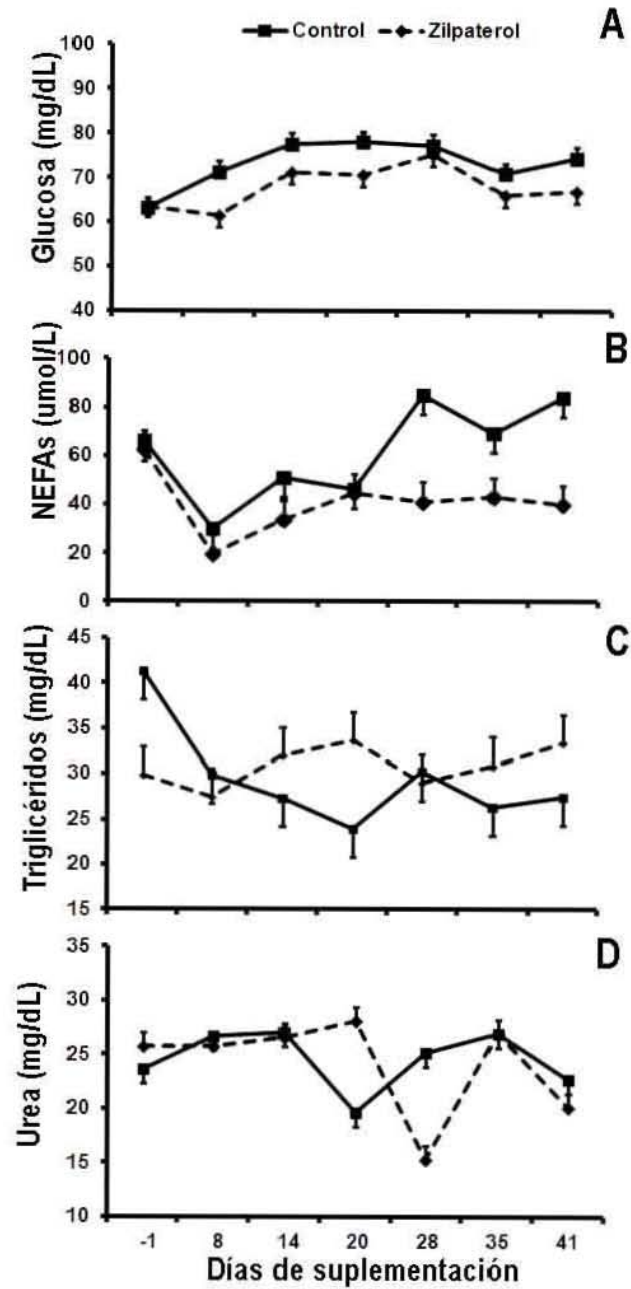 Control Zilpaterol
A
Glucosa (mg/dL)
100
90
80
70
60
50
40
B
NEFAs (umol/L)
100
80
60
40
20
0
C
Triglicéridos (mg/dL)
45
40
35
30
25
20
15
D
Urea (mg/dL)
35
30
25
20
15
10
-1 8 14 20 28 35 41
Días de suplementación